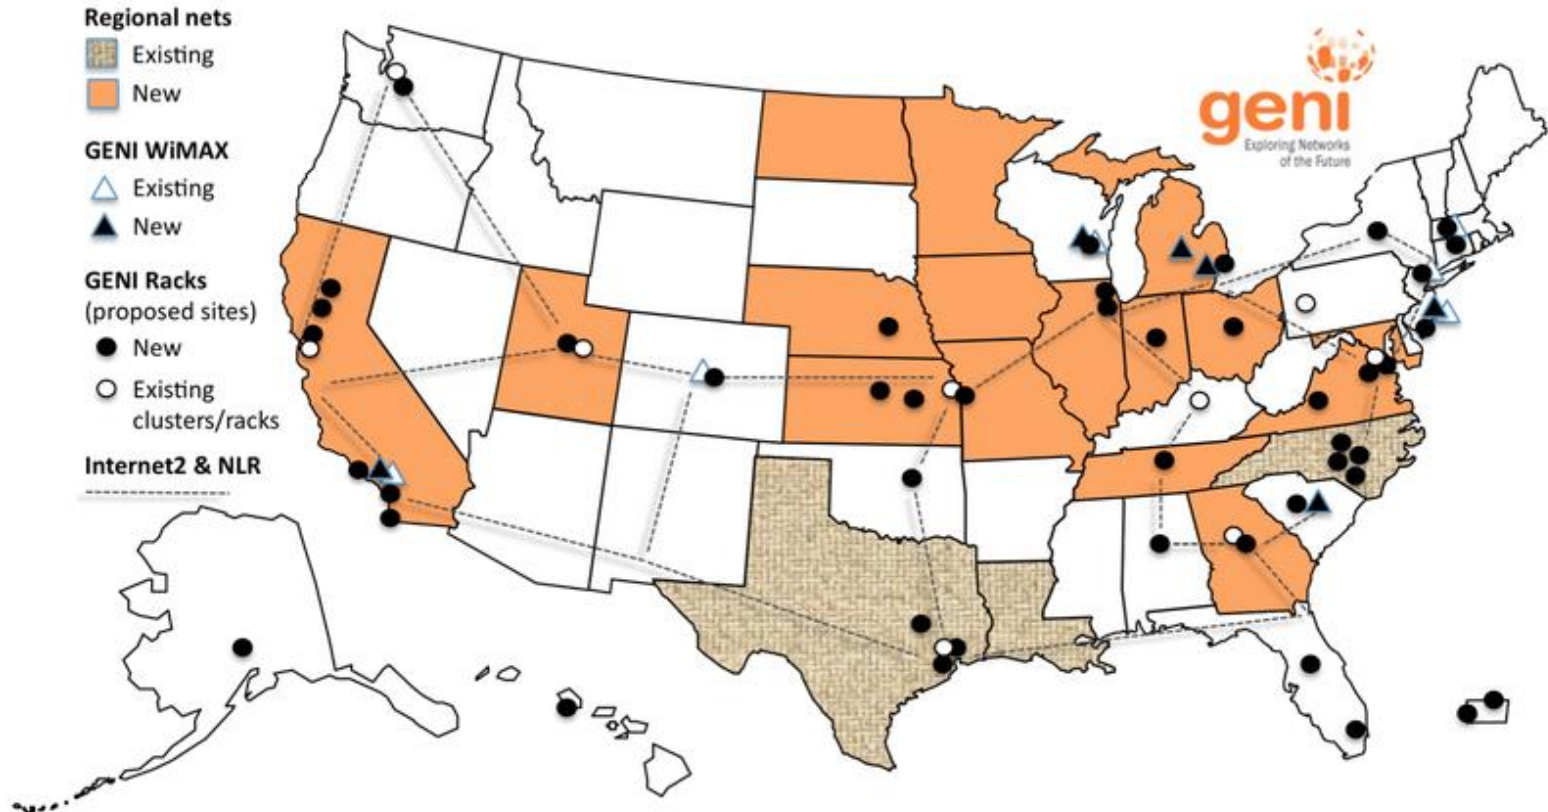 Regional nets
Existing
New
GENI WiMAX
Existing
New
GENI Racks
(proposed sites)
New
Existing
clusters/racks
Internet2 & NLR
geni
Exploring Networks
of the Future